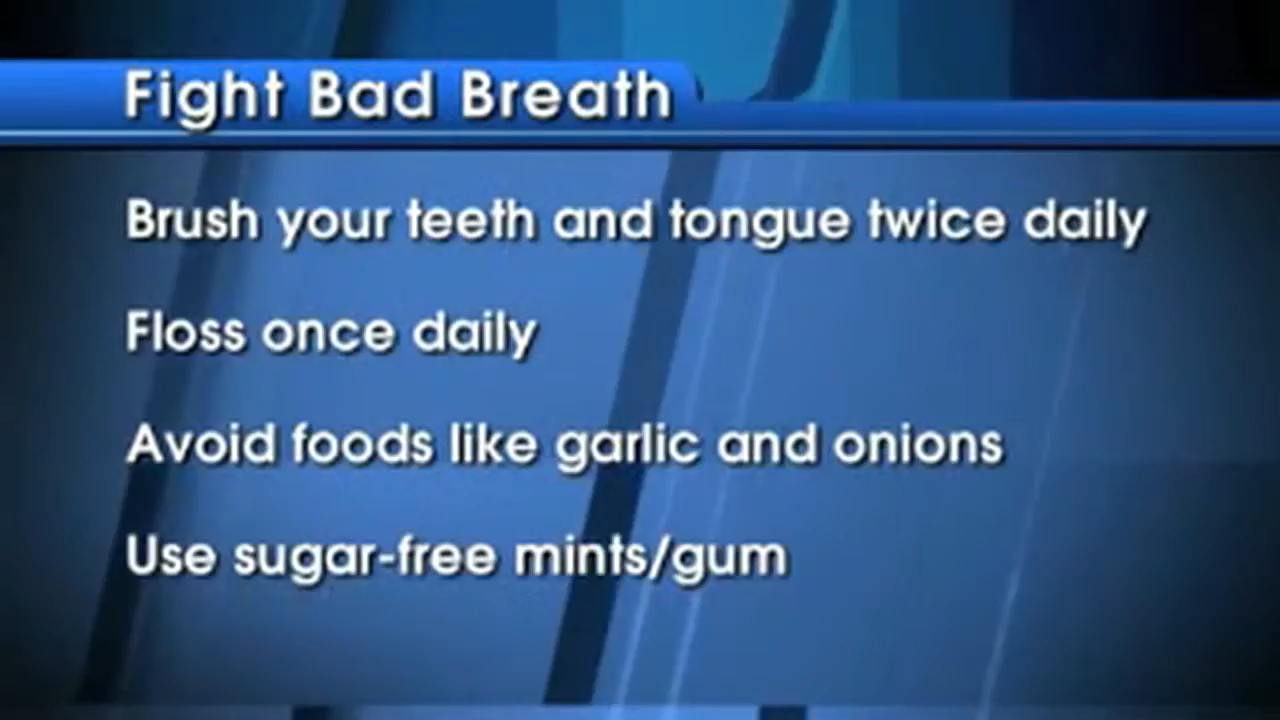 Fight Bad Breath
Brush your teeth and tongue twice daily
Floss once daily
Avoid foods like garlic and onions
Use sugar-free mints/gum